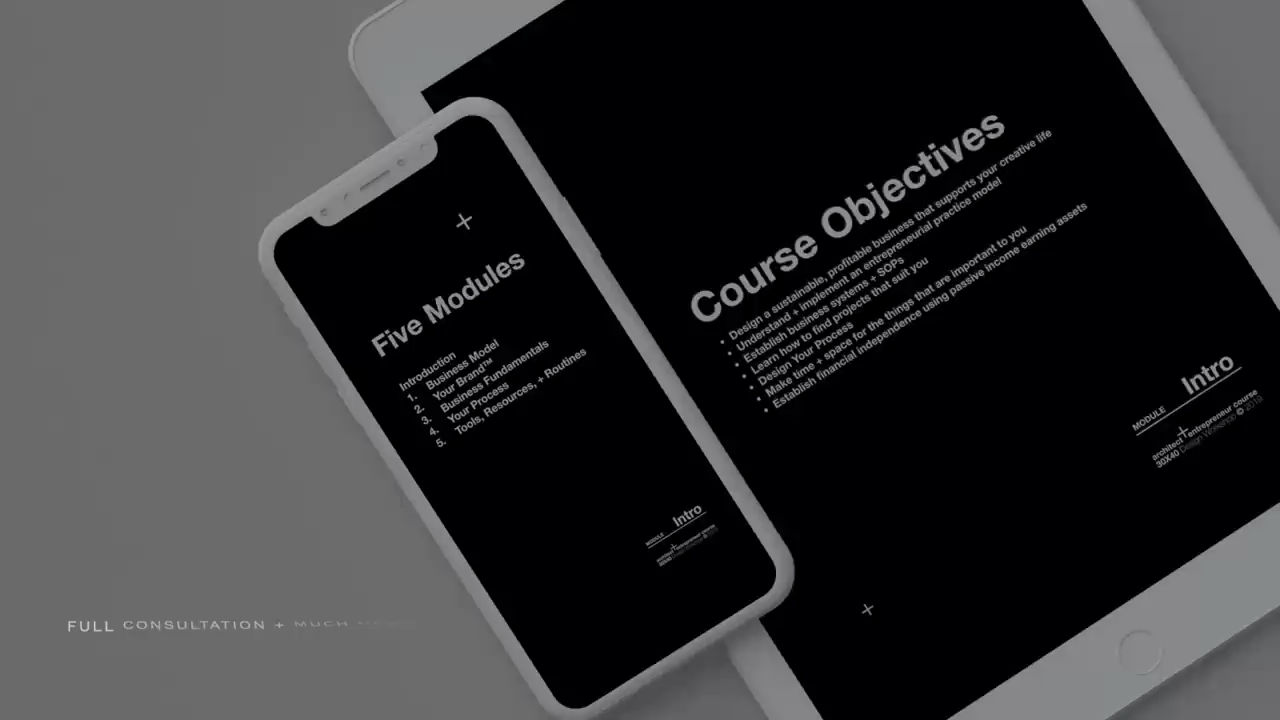 Five Modules
Introduction
1. Business Model
2. Your Brand™
3. Business Fundamentals
4. Your Process
5. Tools, Resources, + Routines
MODULE Intro
architect+entrepreneur course
Course Objectives
• Design a sustainable, profitable business that supports your creative life
• Understand + implement an entrepreneurial practice model
• Establish business systems + SOPs
• Learn how to find projects that suit you
• Design Your Process
• Make time + space for the things that are important to you
• Establish financial independence using passive income earning assets
MODULE Intro
architect+entrepreneur course
30X40 Design Workshop © 2019
FULL CONSULTATION + MUCH